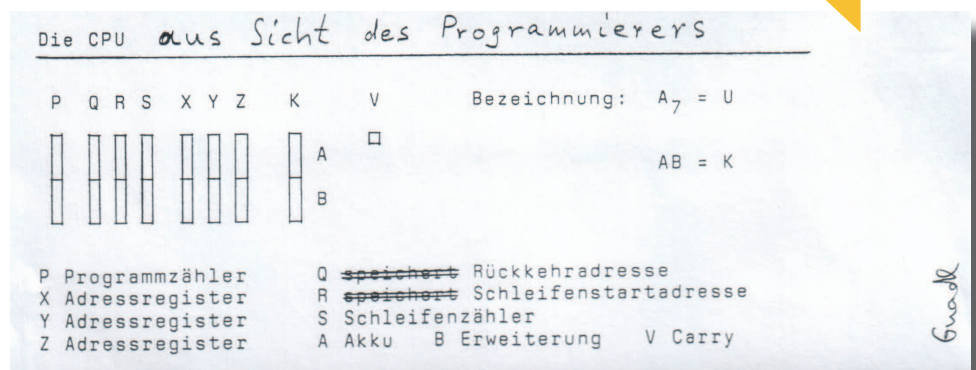 Die CPU aus Sicht des Programmierers
P Q R S X Y Z K V Bezeichnung: A7 = U
A
AB = K
B
P Programmzähler Q speichert Rückkehradresse
X Adressregister R speichert Schleifenstartadresse
Y Adressregister S Schleifenzähler
Z Adressregister A Akku B Erweiterung V Carry